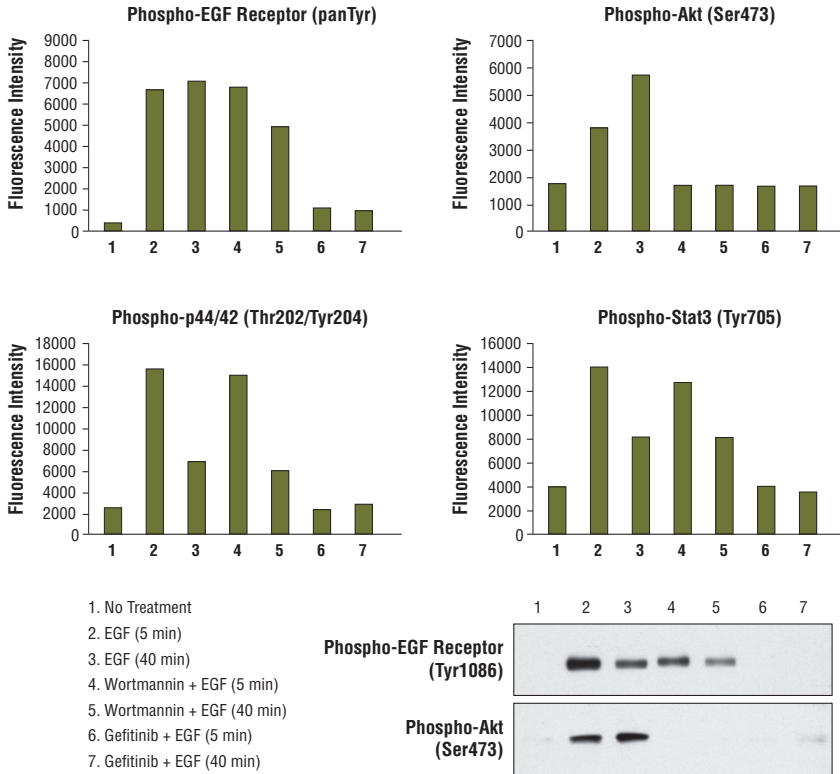 Phospho-EGF Receptor (panTyr)
Fluorescence Intensity
9000
8000
7000
6000
5000
4000
3000
2000
1000
0
1 2 3 4 5 6 7
Phospho-Akt (Ser473)
Fluorescence Intensity
7000
6000
5000
4000
3000
2000
1000
0
1 2 3 4 5 6 7
Phospho-p44/42 (Thr202/Tyr204)
Fluorescence Intensity
18000
16000
14000
12000
10000
8000
6000
4000
2000
0
1 2 3 4 5 6 7
Phospho-Stat3 (Tyr705)
Fluorescence Intensity
16000
14000
12000
10000
8000
6000
4000
2000
0
1 2 3 4 5 6 7
1. No Treatment
2. EGF (5 min)
3. EGF (40 min)
4. Wortmannin + EGF (5 min)
5. Wortmannin + EGF (40 min)
6. Gefitinib + EGF (5 min)
7. Gefitinib + EGF (40 min)
1 2 3 4 5 6 7
Phospho-EGF Receptor
(Tyr1086)
Phospho-Akt
(Ser473)